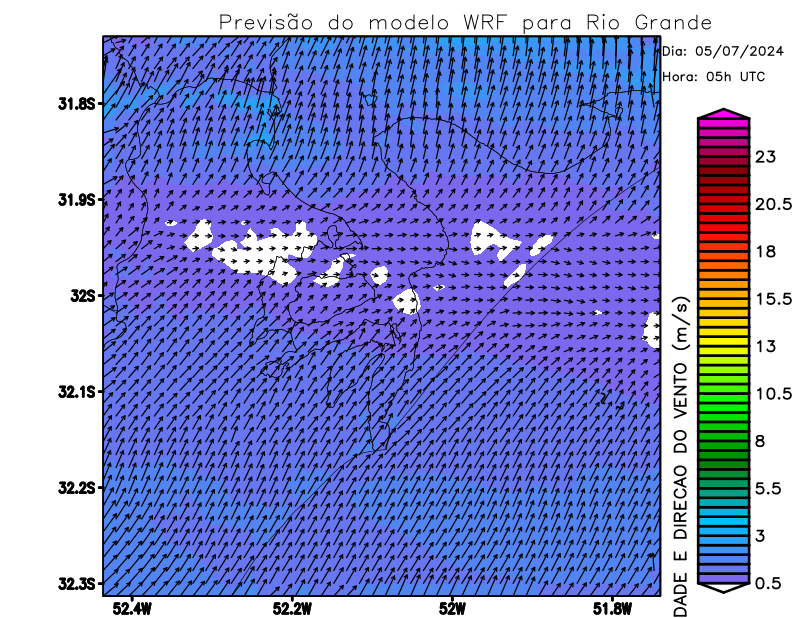 Previsão do modelo WRF para Rio Grande
Dia: 05/07/2024
Hora: 05h UTC
31.8S
31.9S
32S
32.1S
32.2S
32.3S
52.4W
52.2W
52W
51.8W
DADE E DIRECAO DO VENTO (m/s)
23
20.5
18
15.5
13
10.5
8
5.5
3
0.5